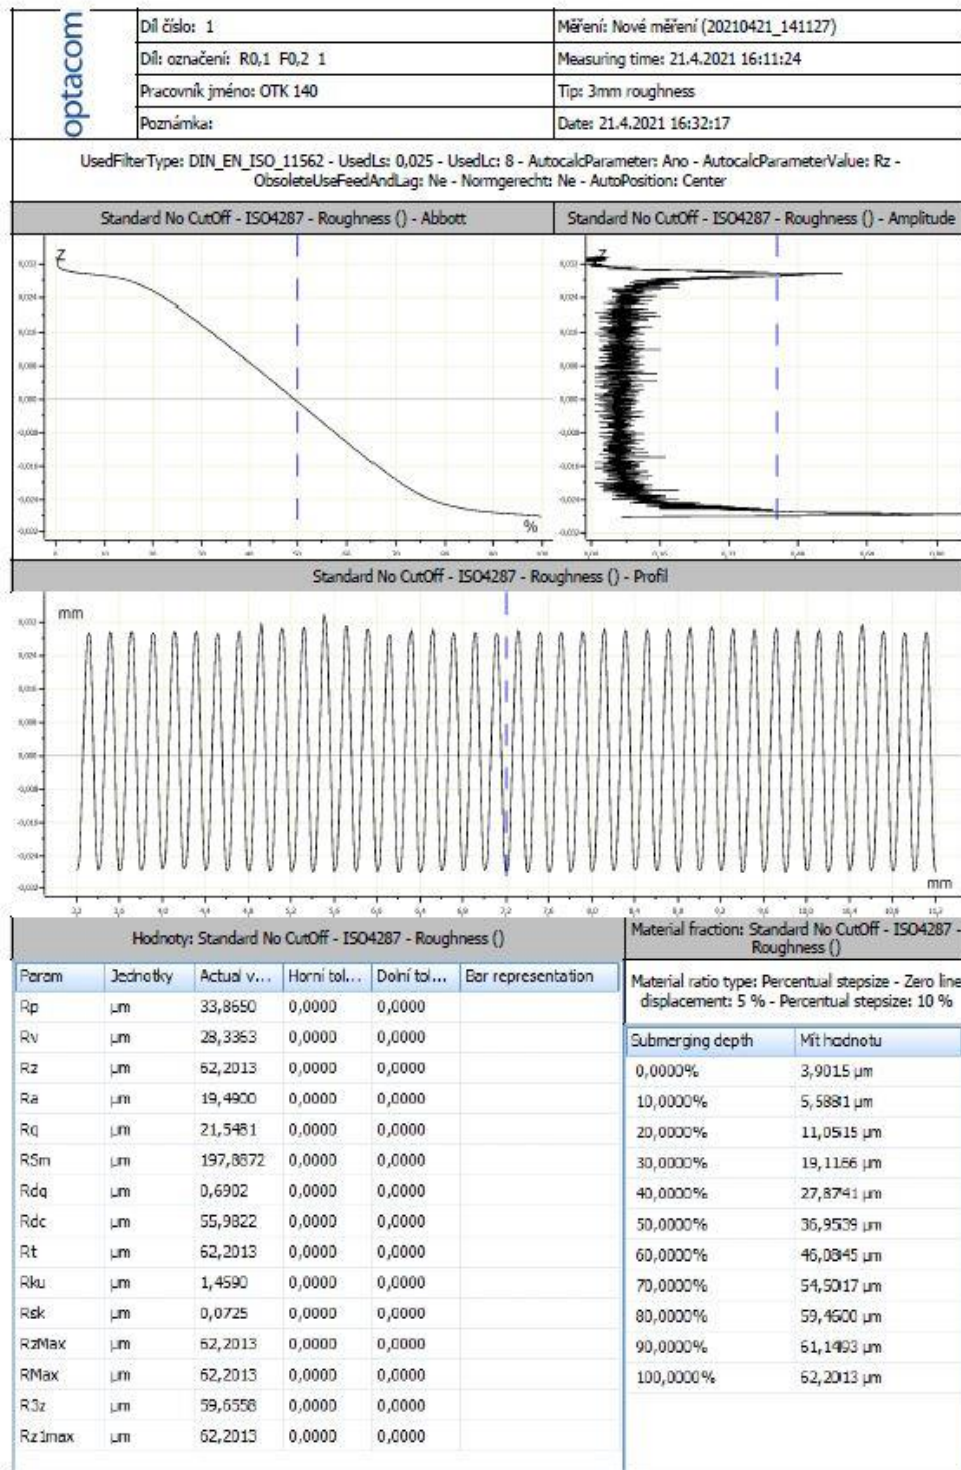 optacom
Díl číslo: 1
Měření: Nové měření (20210421_141127)
Díl: označení: R0,1 F0,2 1
Measuring time: 21.4.2021 16:11:24
Pracovník jméno: OTK 140
Tip: 3mm roughness
Poznámka:
Date: 21.4.2021 16:32:17
UsedFilterType: DIN_EN_ISO_11562 - UsedLs: 0,025 - UsedLc: 8 - AutocalcParameter: Ano - AutocalcParameterValue: Rz -
ObsoleteUseFeedAndLag: Ne - Normgerecht: Ne - AutoPosition: Center
Standard No CutOff - ISO4287 - Roughness () - Abbott
Standard No CutOff - ISO4287 - Roughness () - Amplitude
Z
%
Z
Standard No CutOff - ISO4287 - Roughness () - Profil
mm
mm
Hodnoty: Standard No CutOff - ISO4287 - Roughness ()
Param Jednotky Actual v... Horní tol... Dolní tol... Bar representation
Rp µm 33,8650 0,0000 0,0000
Rv µm 28,3363 0,0000 0,0000
Rz µm 62,2013 0,0000 0,0000
Ra µm 19,4900 0,0000 0,0000
Rq µm 21,5481 0,0000 0,0000
RSm µm 197,8872 0,0000 0,0000
Rdq µm 0,6902 0,0000 0,0000
Rdc µm 55,9822 0,0000 0,0000
Rt µm 62,2013 0,0000 0,0000
Rku µm 1,4590 0,0000 0,0000
Rsk µm 0,0725 0,0000 0,0000
RzMax µm 62,2013 0,0000 0,0000
RMax µm 62,2013 0,0000 0,0000
R3z µm 59,6558 0,0000 0,0000
Rz1max µm 62,2013 0,0000 0,0000
Material fraction: Standard No CutOff - ISO4287 -
Roughness ()
Material ratio type: Percentual stepsize - Zero line
displacement: 5 % - Percentual stepsize: 10 %
Submerging depth Mít hodnotu
0,0000% 3,9015 µm
10,0000% 5,5881 µm
20,0000% 11,0515 µm
30,0000% 19,1166 µm
40,0000% 27,8741 µm
50,0000% 36,9539 µm
60,0000% 46,0845 µm
70,0000% 54,5017 µm
80,0000% 59,4600 µm
90,0000% 61,1493 µm
100,0000% 62,2013 µm